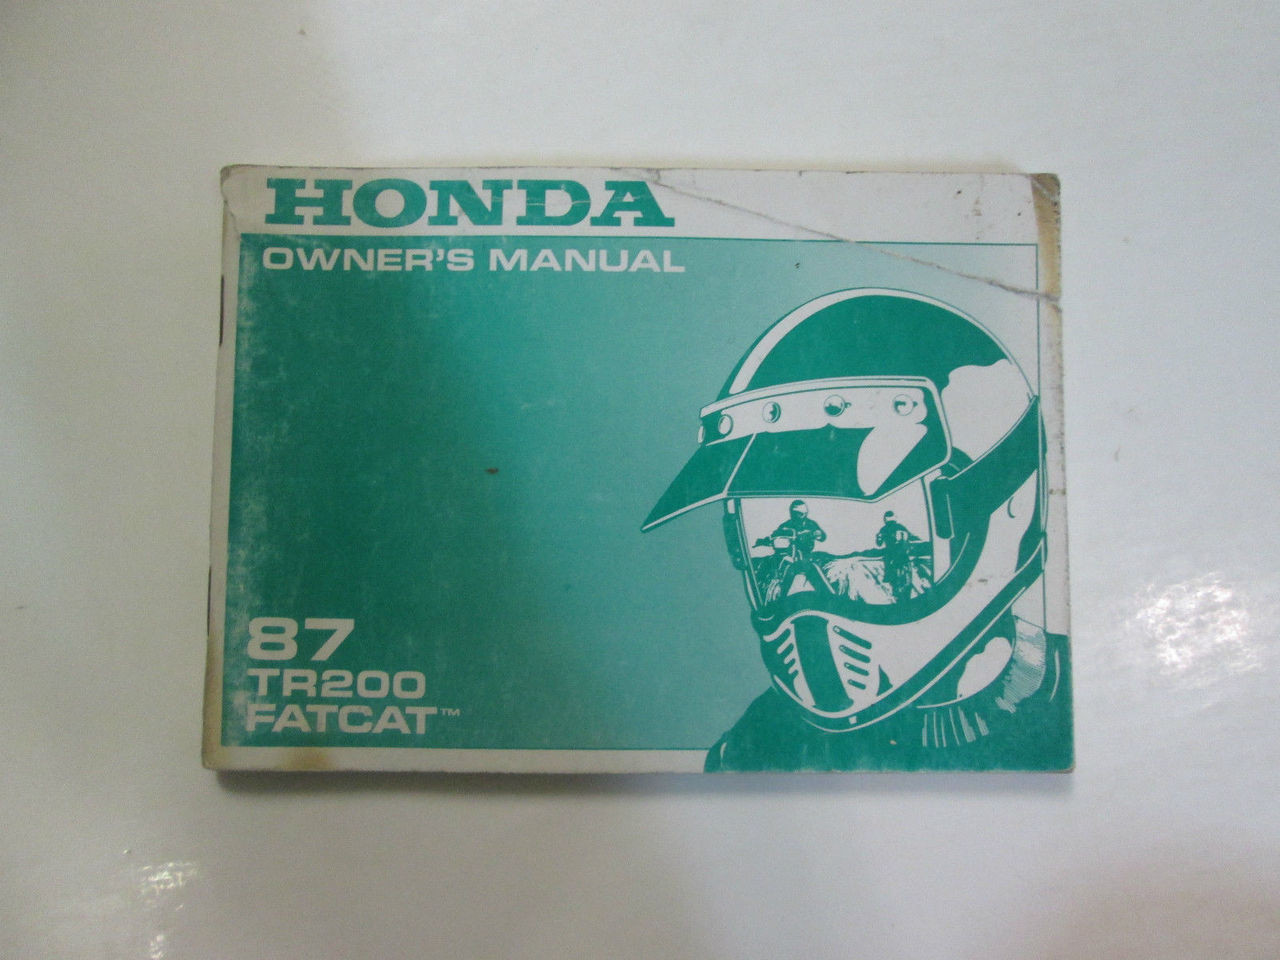 HONDA
OWNER'S MANUAL
87
TR200
FATCAT™